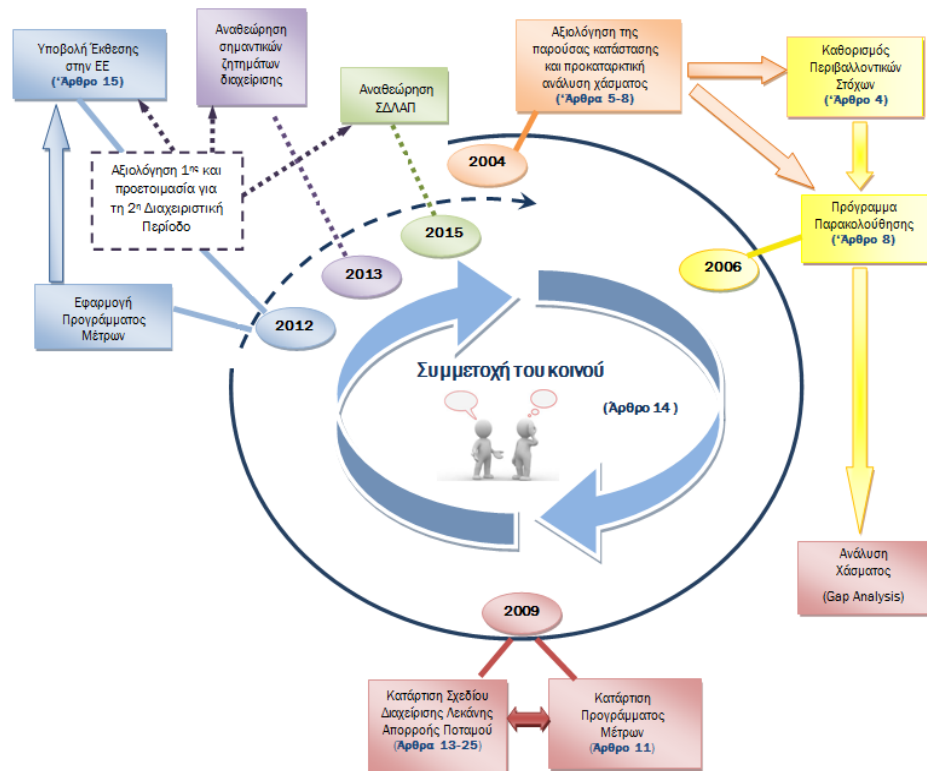 Υποβολή Έκθεσης
στην ΕΕ
(‘Άρθρο 15)
Αναθεώρηση
σημαντικών
ζητημάτων
διαχείρισης
Αναθεώρηση
ΣΔΛΑΠ
Αξιολόγηση της
παρούσας κατάστασης
και προκαταρκτική
ανάλυση χάσματος
(‘Άρθρα 5-8)
Καθορισμός
Περιβαλλοντικών
Στόχων
(‘Άρθρο 4)
Αξιολόγηση 1ης και
προετοιμασία για
τη 2η Διαχειριστική
Περίοδο
2004
2015
2013
2012
2006
Πρόγραμμα
Παρακολούθησης
(‘Άρθρο 8)
Εφαρμογή
Προγράμματος
Μέτρων
Συμμετοχή του κοινού
(Άρθρο 14 )
Ανάλυση
Χάσματος
(Gap Analysis)
2009
Κατάρτιση Σχεδίου
Διαχείρισης Λεκάνης
Απορροής Ποταμού
(Άρθρα 13-25)
Κατάρτιση
Προγράμματος
Μέτρων
(Άρθρο 11)